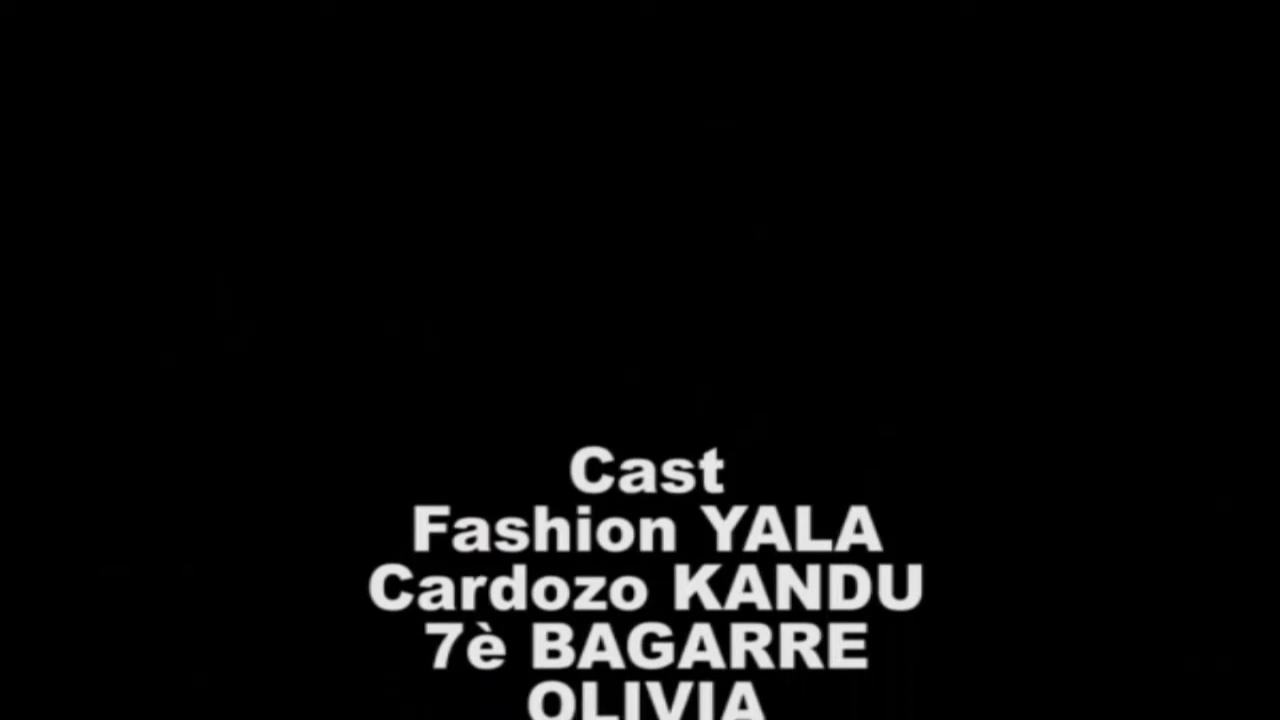 Cast
Fashion YALA
Cardozo KANDU
7è BAGARRE
OLIVIA